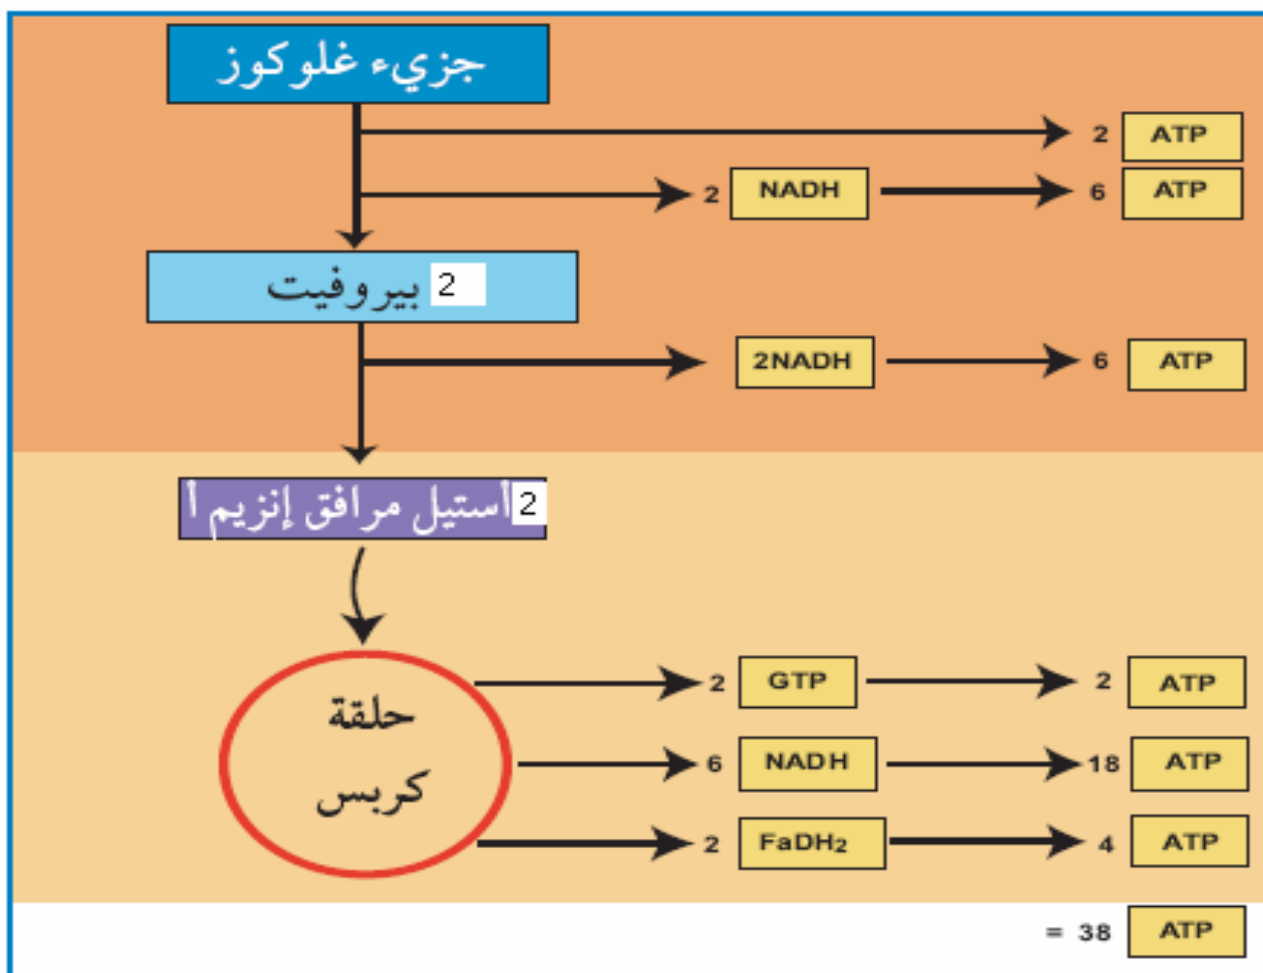 جزيء غلوكوز
2 ATP
2 NADH 6 ATP
2 بيروفيت
2NADH 6 ATP
2 أستيل مرافق إنزيم أ
2 GTP 2 ATP
حلقة
كربس
6 NADH 18 ATP
2 FaDH₂ 4 ATP
= 38 ATP